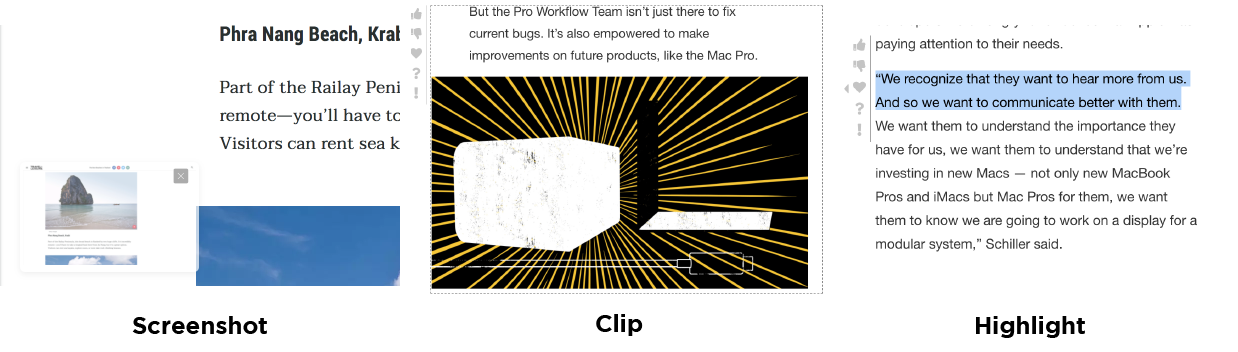 Phra Nang Beach, Krab
Part of the Railay Peni
remote—you’ll have to
Visitors can rent sea k
Screenshot
But the Pro Workflow Team isn’t just there to fix
current bugs. It’s also empowered to make
improvements on future products, like the Mac Pro.
Clip
paying attention to their needs.
“We recognize that they want to hear more from us.
And so we want to communicate better with them.
We want them to understand the importance they
have for us, we want them to understand that we’re
investing in new Macs — not only new MacBook
Pros and iMacs but Mac Pros for them, we want
them to know we are going to work on a display for a
modular system,” Schiller said.
Highlight